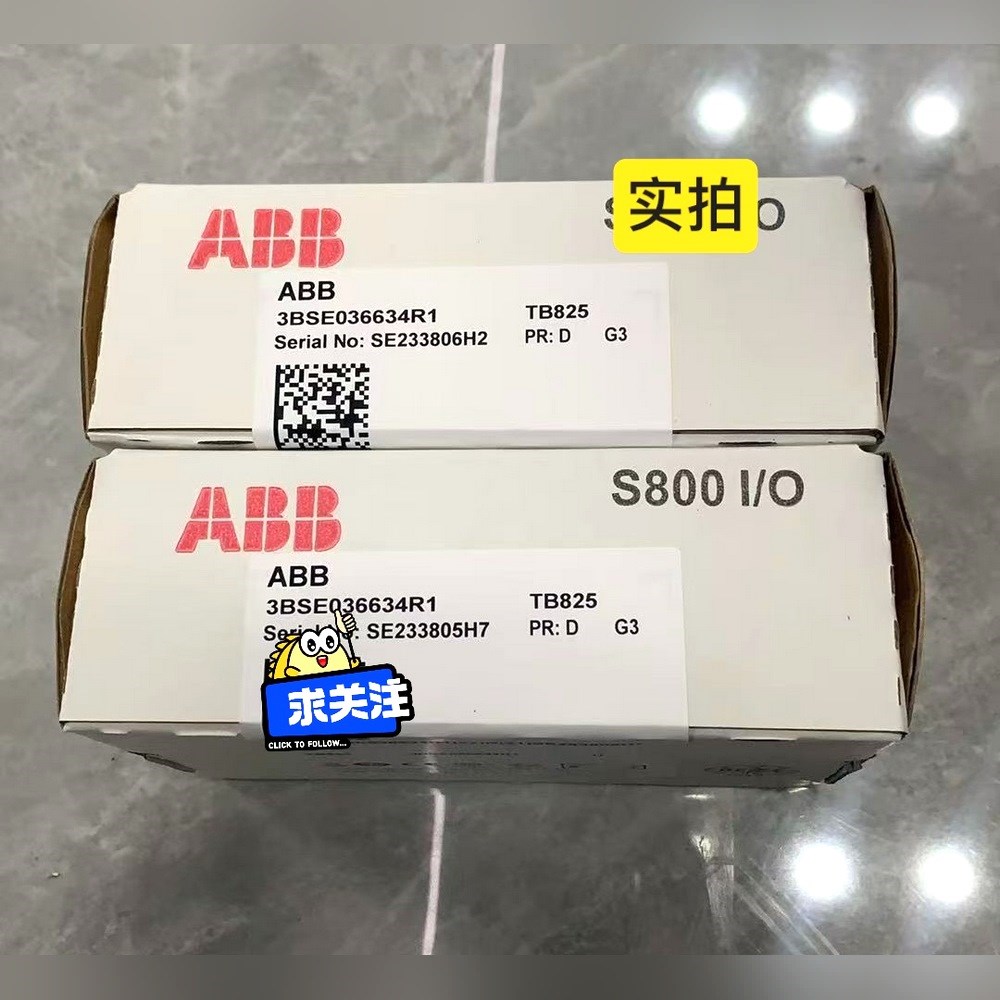 ABB
实拍
O
ABB
3BSE036634R1 TB825
Serial No: SE233806H2 PR: D G3
ABB
S800 I/O
ABB
3BSE036634R1 TB825
SE233805H7 PR: D G3
求关注
CLICK TO FOLLOW...